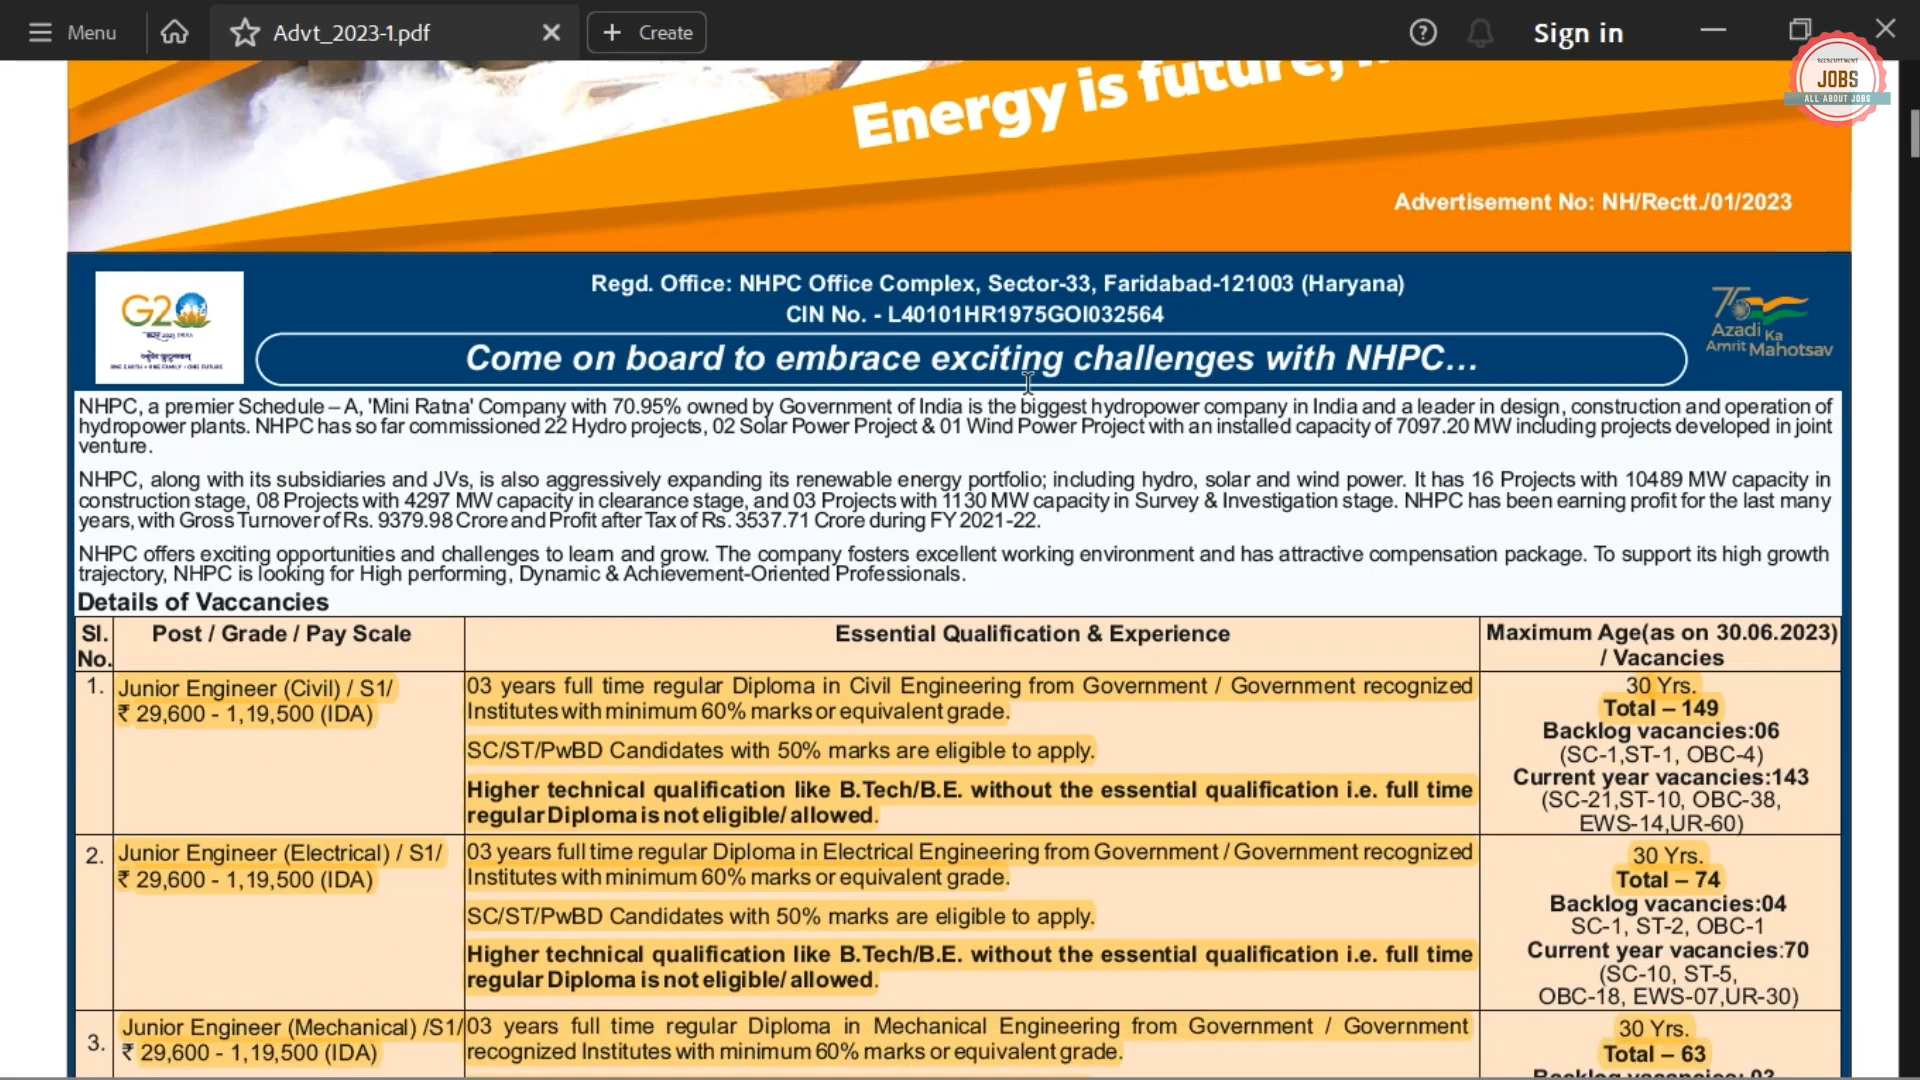 Menu
Advt_2023-1.pdf
Create
Sign in
RECRUITMENT
JOBS
ALL ABOUT JOBS
Energy is future,
Advertisement No: NH/Rectt./01/2023
G20
ONE EARTH • ONE FAMILY • ONE FUTURE
Regd. Office: NHPC Office Complex, Sector-33, Faridabad-121003 (Haryana)
CIN No. - L40101HR1975GOI032564
Come on board to embrace exciting challenges with NHPC...
75
Azadi Ka
Amrit Mahotsav
NHPC, a premier Schedule – A, 'Mini Ratna' Company with 70.95% owned by Government of India is the biggest hydropower company in India and a leader in design, construction and operation of
hydropower plants. NHPC has so far commissioned 22 Hydro projects, 02 Solar Power Project & 01 Wind Power Project with an installed capacity of 7097.20 MW including projects developed in joint
venture.
NHPC, along with its subsidiaries and JVs, is also aggressively expanding its renewable energy portfolio; including hydro, solar and wind power. It has 16 Projects with 10489 MW capacity in
construction stage, 08 Projects with 4297 MW capacity in clearance stage, and 03 Projects with 1130 MW capacity in Survey & Investigation stage. NHPC has been earning profit for the last many
years, with Gross Turnover of Rs. 9379.98 Crore and Profit after Tax of Rs. 3537.71 Crore during FY 2021-22.
NHPC offers exciting opportunities and challenges to learn and grow. The company fosters excellent working environment and has attractive compensation package. To support its high growth
trajectory, NHPC is looking for High performing, Dynamic & Achievement-Oriented Professionals.
Details of Vaccancies
Sl. No.
Post / Grade / Pay Scale
Essential Qualification & Experience
Maximum Age(as on 30.06.2023)
/ Vacancies
1.
Junior Engineer (Civil) / S1/
₹ 29,600 - 1,19,500 (IDA)
03 years full time regular Diploma in Civil Engineering from Government / Government recognized
Institutes with minimum 60% marks or equivalent grade.
SC/ST/PwBD Candidates with 50% marks are eligible to apply.
Higher technical qualification like B.Tech/B.E. without the essential qualification i.e. full time
regular Diploma is not eligible/ allowed.
30 Yrs.
Total – 149
Backlog vacancies:06
(SC-1,ST-1, OBC-4)
Current year vacancies:143
(SC-21,ST-10, OBC-38,
EWS-14,UR-60)
2.
Junior Engineer (Electrical) / S1/
₹ 29,600 - 1,19,500 (IDA)
03 years full time regular Diploma in Electrical Engineering from Government / Government recognized
Institutes with minimum 60% marks or equivalent grade.
SC/ST/PwBD Candidates with 50% marks are eligible to apply.
Higher technical qualification like B.Tech/B.E. without the essential qualification i.e. full time
regular Diploma is not eligible/ allowed.
30 Yrs.
Total – 74
Backlog vacancies:04
SC-1, ST-2, OBC-1
Current year vacancies:70
(SC-10, ST-5,
OBC-18, EWS-07,UR-30)
3.
Junior Engineer (Mechanical) /S1/
₹ 29,600 - 1,19,500 (IDA)
03 years full time regular Diploma in Mechanical Engineering from Government / Government
recognized Institutes with minimum 60% marks or equivalent grade.
30 Yrs.
Total – 63